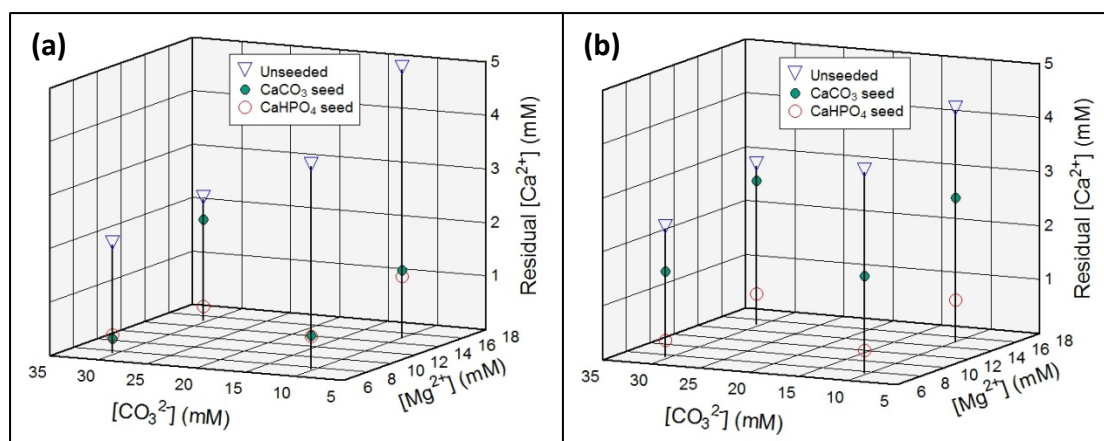 (a)
Unseeded
CaCO₃ seed
CaHPO₄ seed
5
4
3
2
1
Residual [Ca²⁺] (mM)
35
30
25
20
15
10
5
[CO₃²] (mM)
6
8
10
12
14
16
18
[Mg²⁺] (mM)
(b)
Unseeded
CaCO₃ seed
CaHPO₄ seed
5
4
3
2
1
Residual [Ca²⁺] (mM)
35
30
25
20
15
10
5
[CO₃²] (mM)
6
8
10
12
14
16
18
[Mg²⁺] (mM)